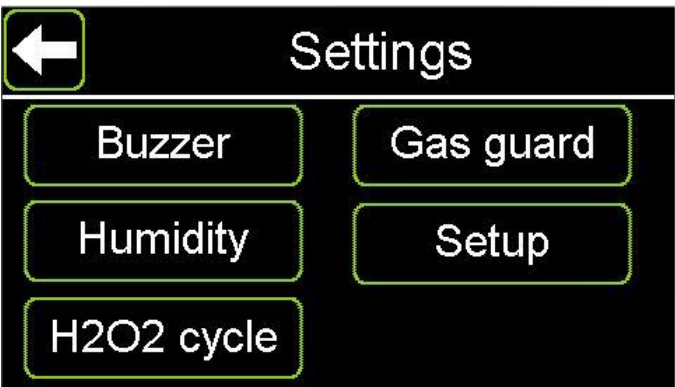 Settings
Buzzer
Gas guard
Humidity
Setup
H2O2 cycle